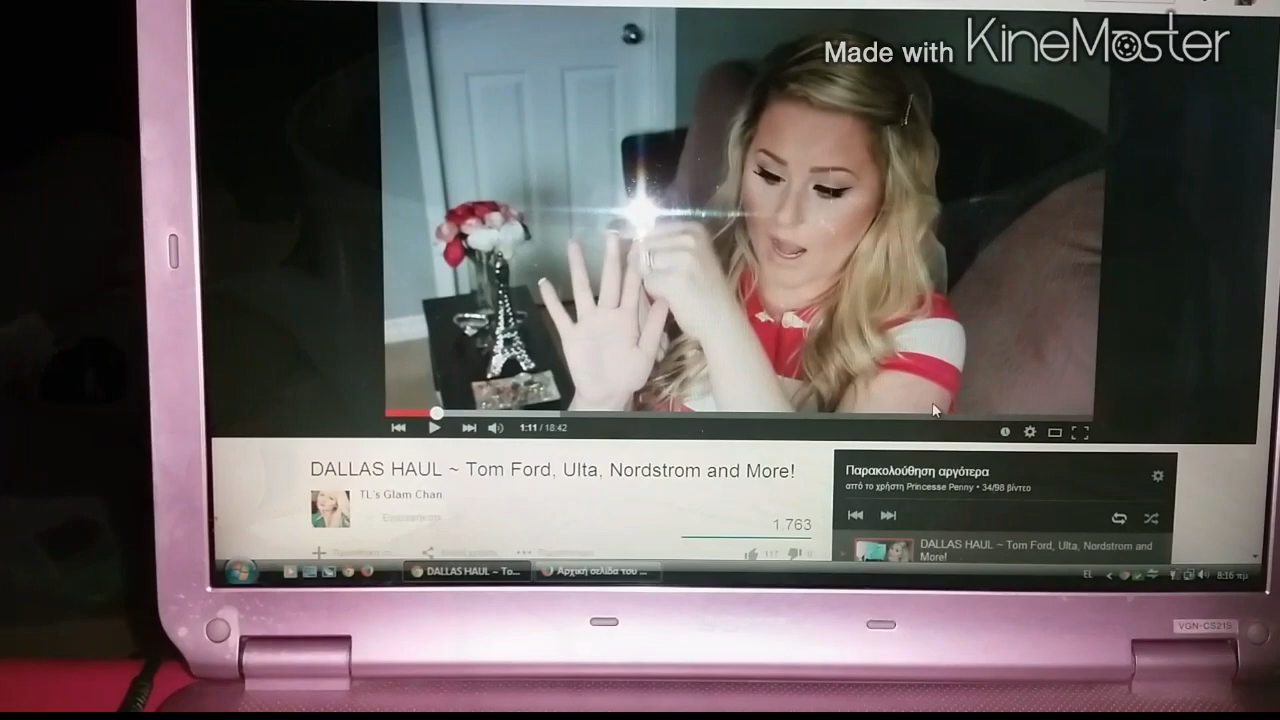 Made with KINEMASTER
1:11 / 18:42
DALLAS HAUL ~ Tom Ford, Ulta, Nordstrom and More!
TL's Glam Chan
1.763
117
Παρακολούθηση αργότερα
από το χρήστη Princesse Penny • 34/98 βίντεο
DALLAS HAUL ~ Tom Ford, Ulta, Nordstrom and
More!
DALLAS HAUL ~ To...
Αρχική σελίδα του ...
EL
8:16 πμ
VGN-CS21S